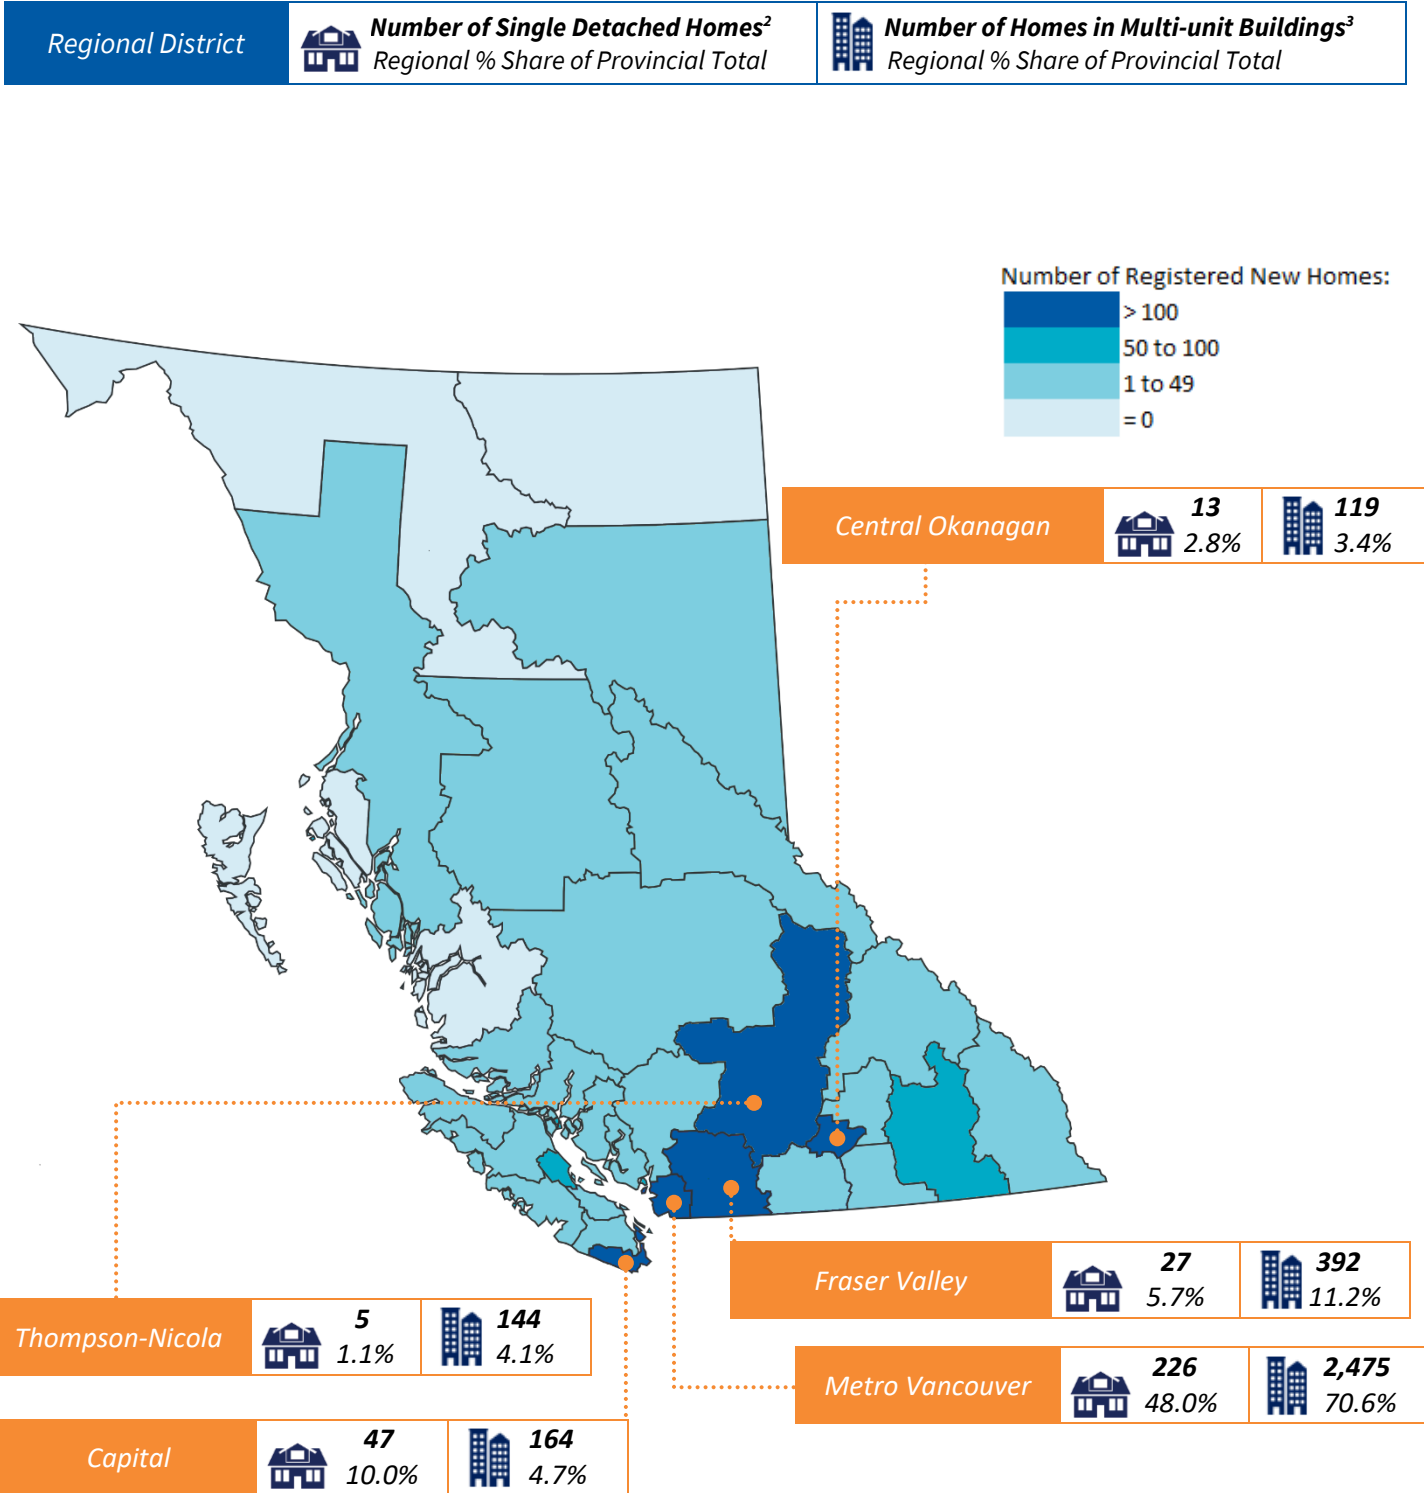 Regional District
Number of Single Detached Homes²
Regional % Share of Provincial Total
Number of Homes in Multi-unit Buildings³
Regional % Share of Provincial Total
Number of Registered New Homes:
> 100
50 to 100
1 to 49
= 0
Central Okanagan
13
2.8%
119
3.4%
Fraser Valley
27
5.7%
392
11.2%
Thompson-Nicola
5
1.1%
144
4.1%
Metro Vancouver
226
48.0%
2,475
70.6%
Capital
47
10.0%
164
4.7%